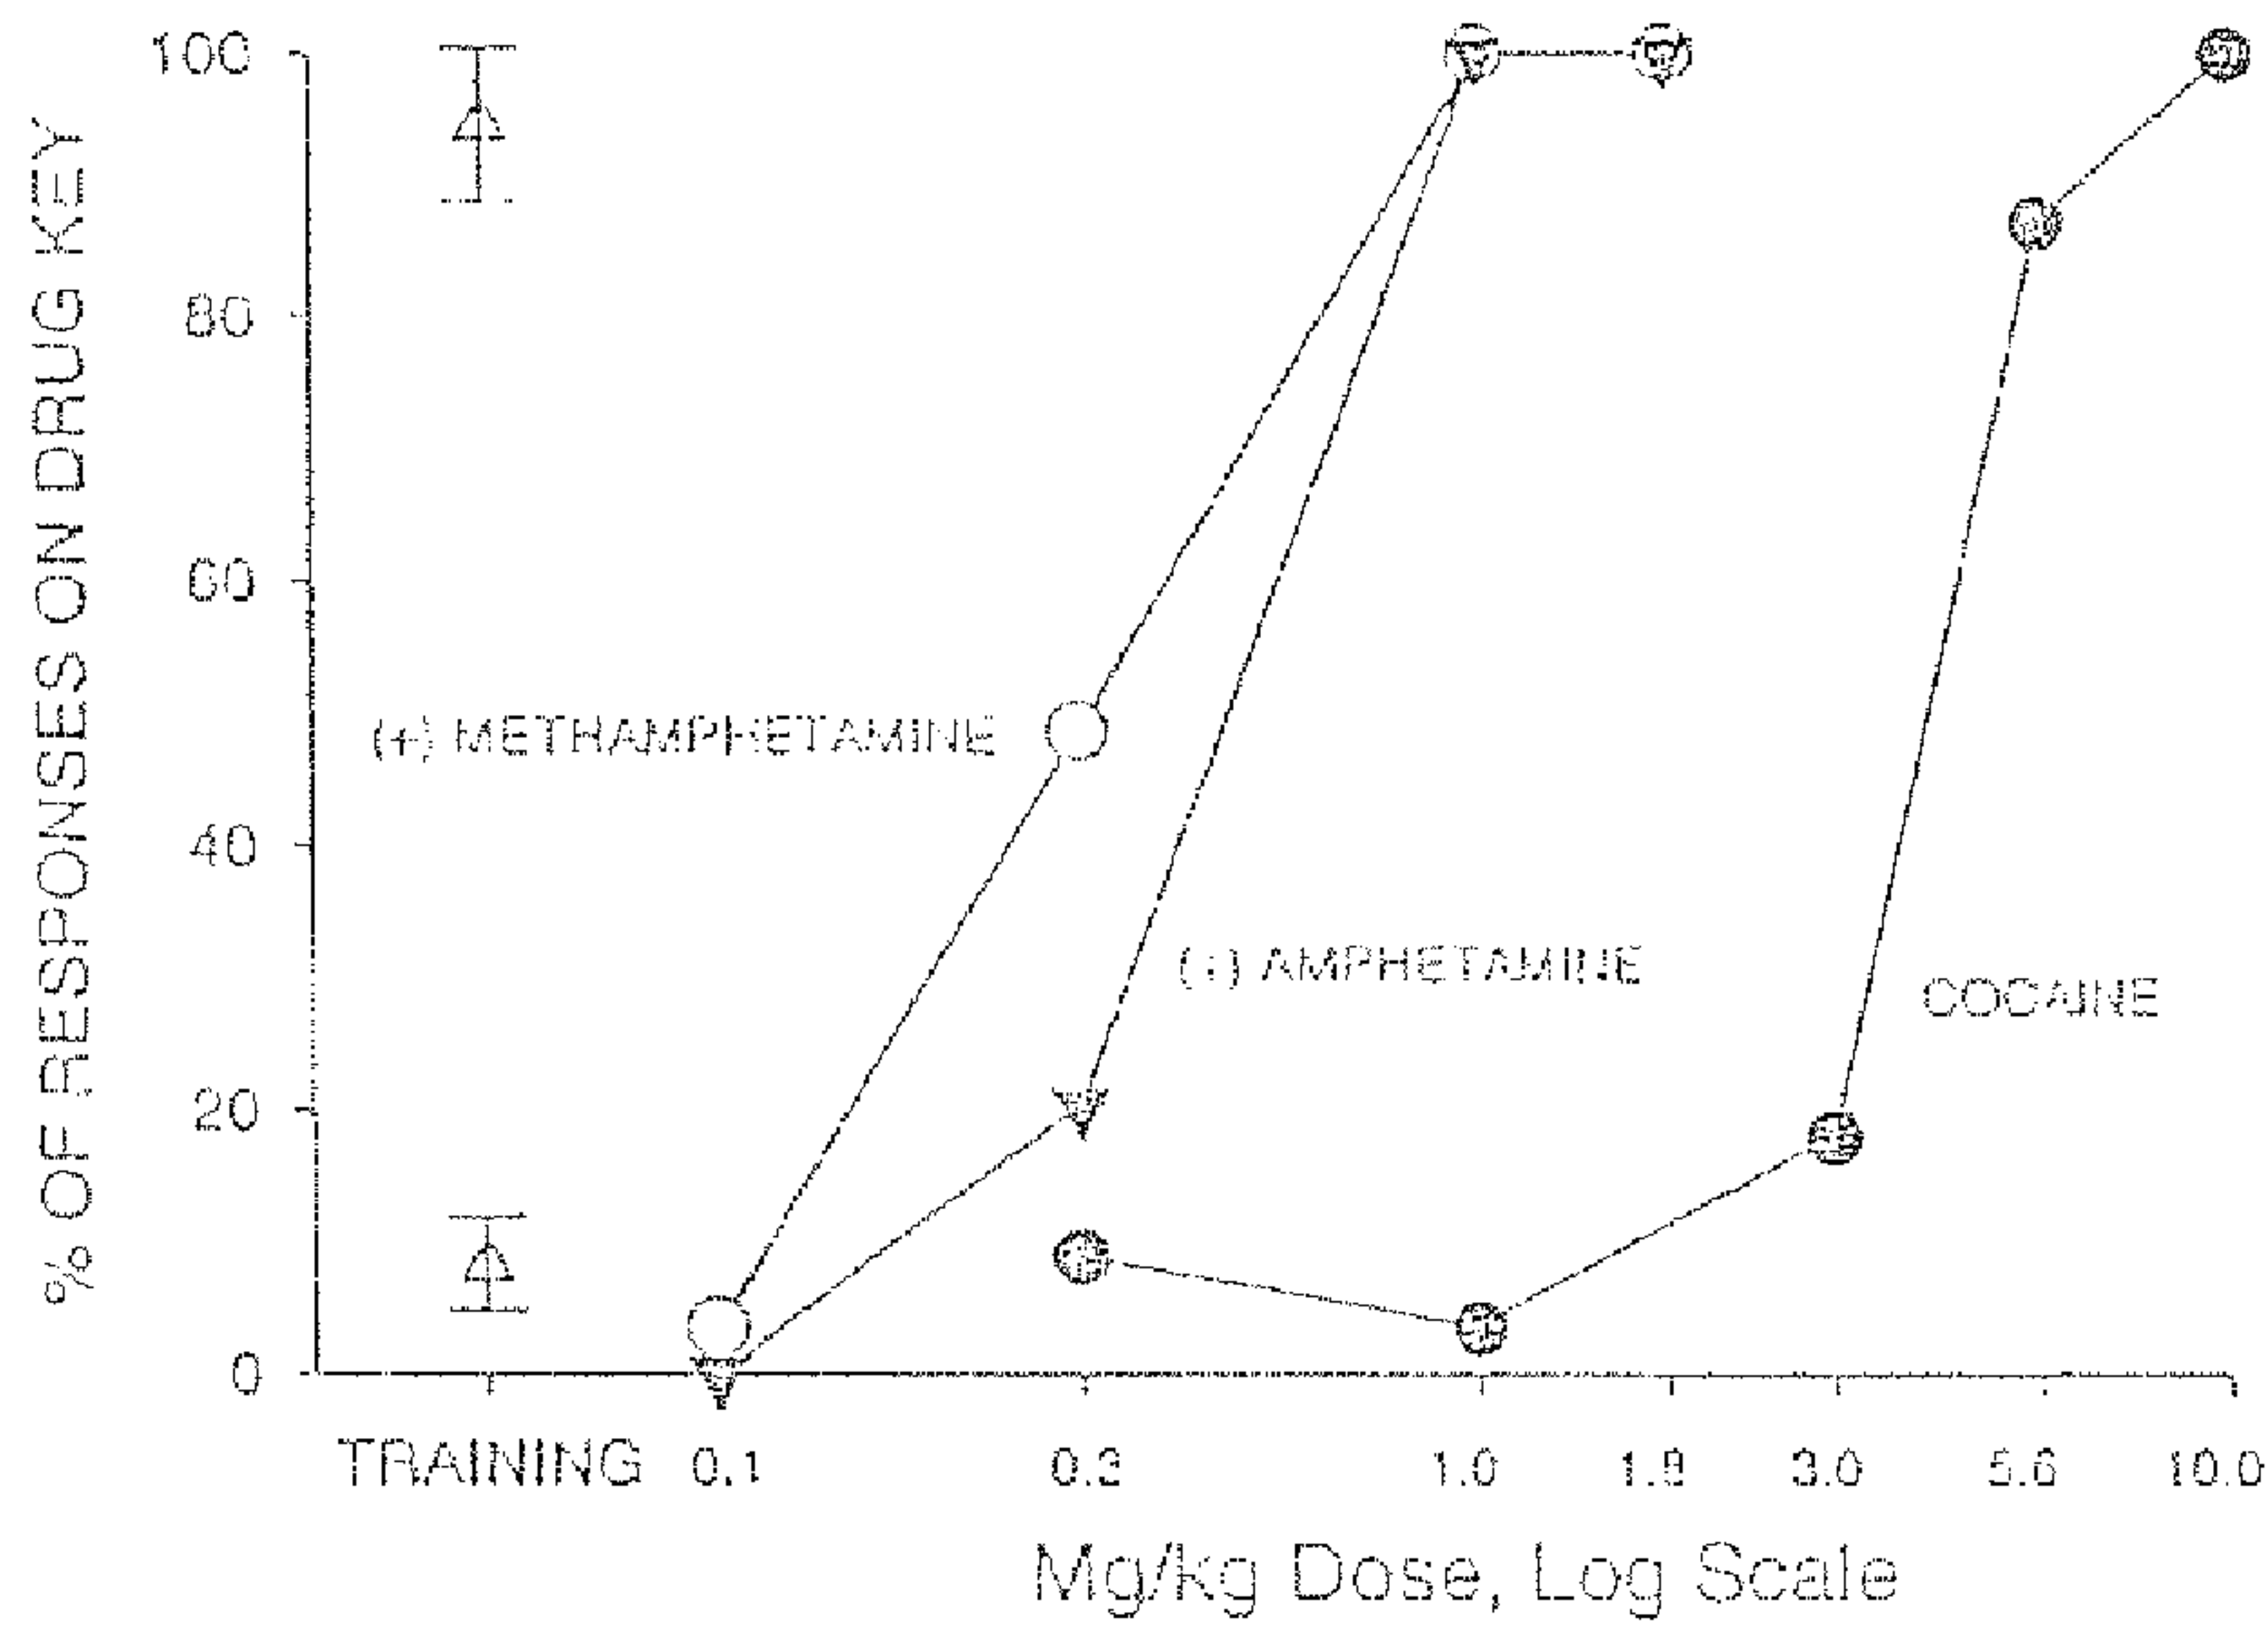 % OF RESPONSES ON DRUG KEY
100
80
60
40
20
0
(+) METHAMPHETAMINE
AMPHETAMINE
COCAINE
TRAINING 0.1 0.3 1.0 1.8 3.0 5.6 10.0
Mg/kg Dose, Log Scale